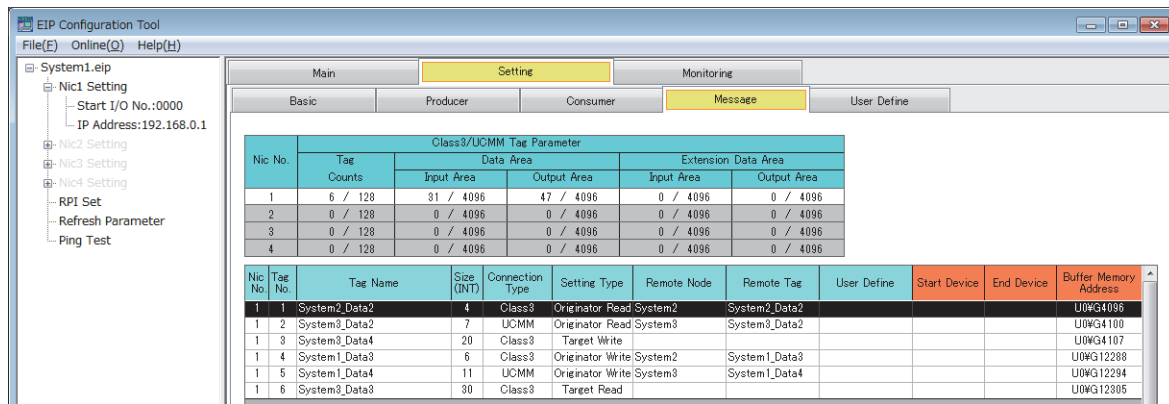 EIP Configuration Tool
File(F) Online(O) Help(H)
System1.eip
Nic1 Setting
Start I/O No.:0000
IP Address:192.168.0.1
Nic2 Setting
Nic3 Setting
Nic4 Setting
RPI Set
Refresh Parameter
Ping Test
Main Setting Monitoring
Basic Producer Consumer Message User Define
Nic No. Class3/UCMM Tag Parameter
Tag Counts Data Area Extension Data Area
Input Area Output Area Input Area Output Area
1 6 / 128 31 / 4096 47 / 4096 0 / 4096 0 / 4096
2 0 / 128 0 / 4096 0 / 4096 0 / 4096 0 / 4096
3 0 / 128 0 / 4096 0 / 4096 0 / 4096 0 / 4096
4 0 / 128 0 / 4096 0 / 4096 0 / 4096 0 / 4096
Nic No. Tag No. Tag Name Size (INT) Connection Type Setting Type Remote Node Remote Tag User Define Start Device End Device Buffer Memory Address
1 1 System2_Data2 4 Class3 Originator Read System2 System2_Data2 U0¥G4096
1 2 System3_Data2 7 UCMM Originator Read System3 System3_Data2 U0¥G4100
1 3 System3_Data4 20 Class3 Target Write U0¥G4107
1 4 System1_Data3 6 Class3 Originator Write System2 System1_Data3 U0¥G12288
1 5 System1_Data4 11 UCMM Originator Write System3 System1_Data4 U0¥G12294
1 6 System3_Data3 30 Class3 Target Read U0¥G12305